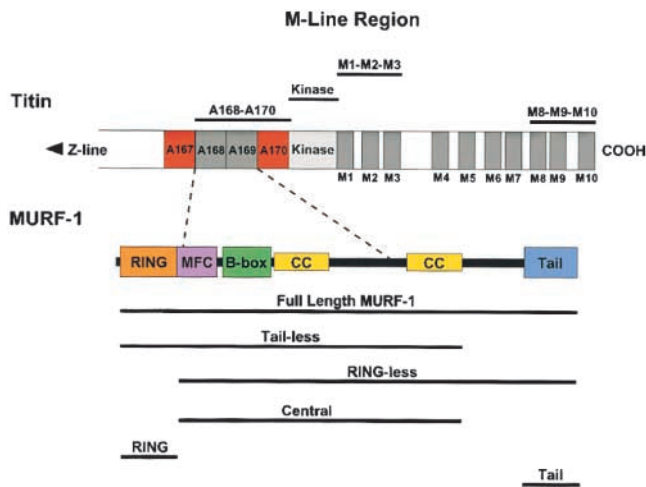 M-Line Region
M1-M2-M3
Kinase
Titin
A168-A170
M8-M9-M10
Z-line
A167 A168 A169 A170 Kinase
COOH
M1 M2 M3 M4 M5 M6 M7 M8 M9 M10
MURF-1
RING MFC B-box CC CC Tail
Full Length MURF-1
Tail-less
RING-less
Central
RING
Tail